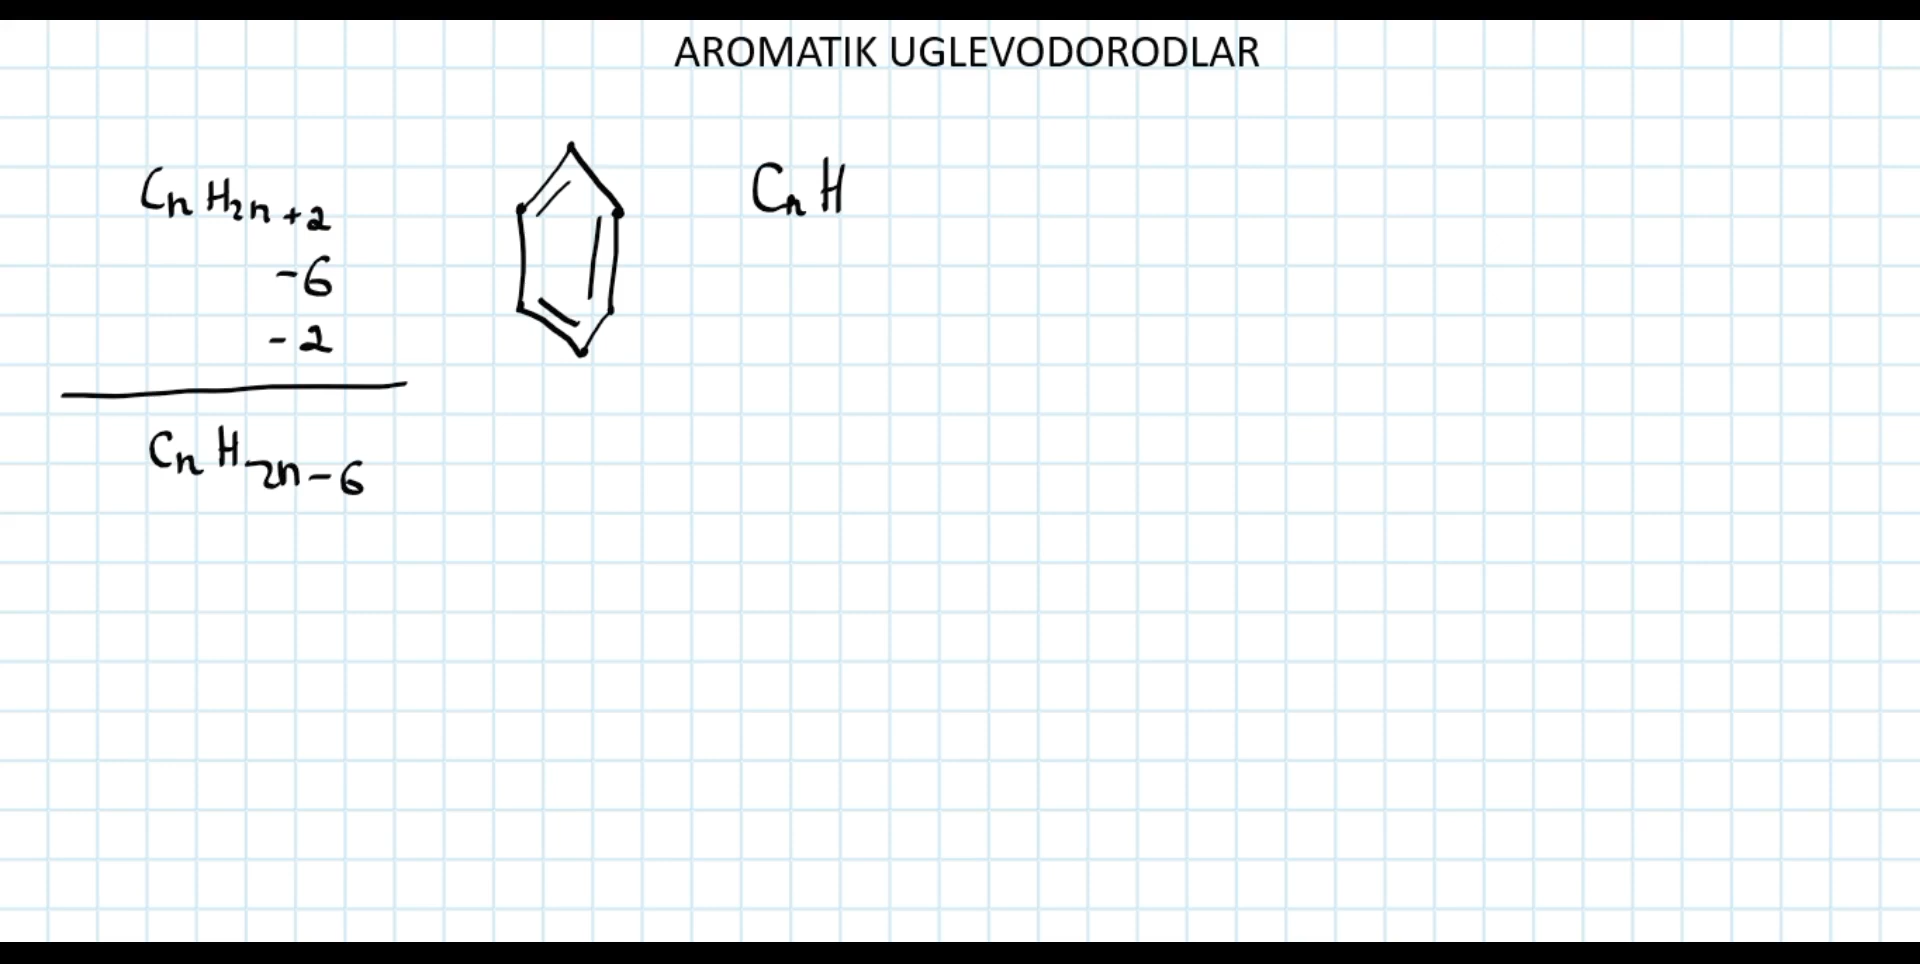 AROMATIK UGLEVODORODLAR
CnH2n+2
-6
-2
CnH2n-6
CnH